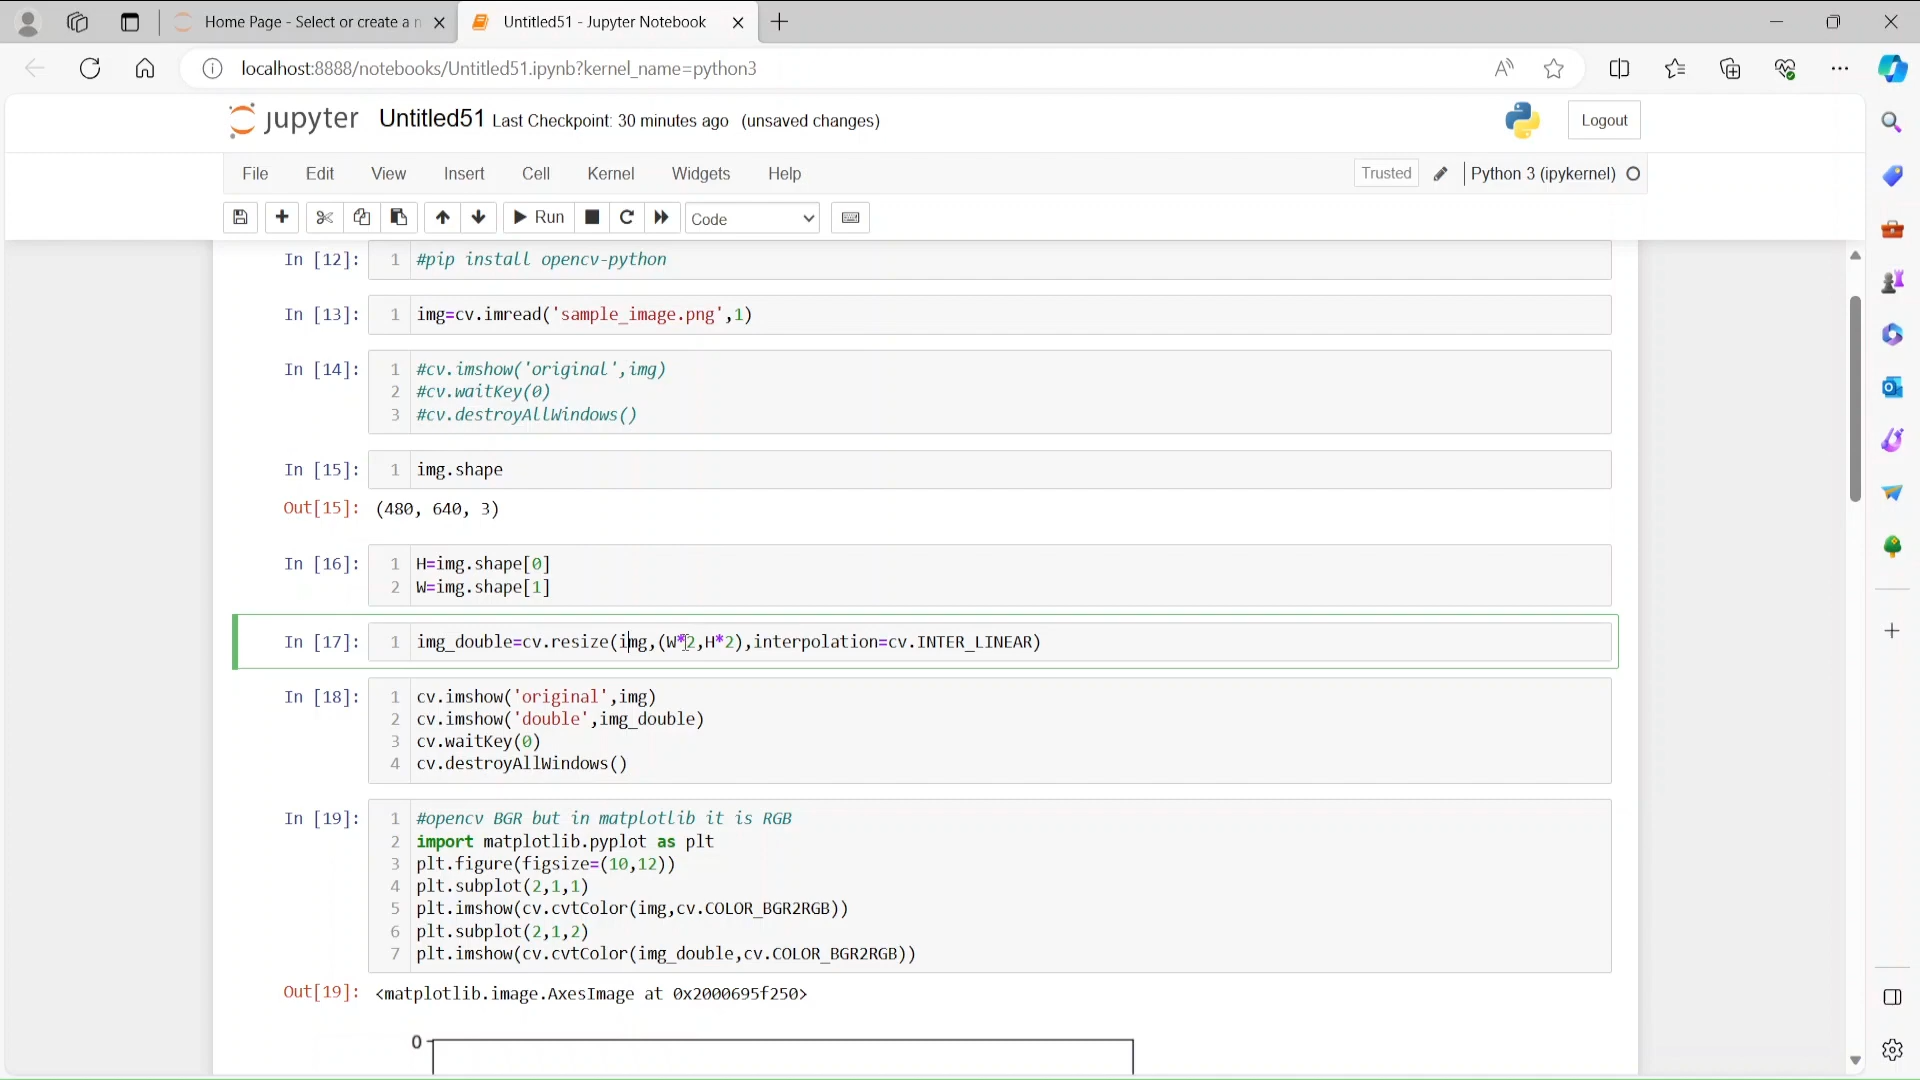 Home Page - Select or create a n
Untitled51 - Jupyter Notebook
localhost:8888/notebooks/Untitled51.ipynb?kernel_name=python3
jupyter Untitled51 Last Checkpoint: 30 minutes ago (unsaved changes)
Logout
File Edit View Insert Cell Kernel Widgets Help
Trusted
Python 3 (ipykernel)
Run
Code
In [12]: 1 #pip install opencv-python
In [13]: 1 img=cv.imread('sample_image.png',1)
In [14]: 1 #cv.imshow('original',img)
2 #cv.waitKey(0)
3 #cv.destroyAllWindows()
In [15]: 1 img.shape
Out[15]: (480, 640, 3)
In [16]: 1 H=img.shape[0]
2 W=img.shape[1]
In [17]: 1 img_double=cv.resize(img,(W*2,H*2),interpolation=cv.INTER_LINEAR)
In [18]: 1 cv.imshow('original',img)
2 cv.imshow('double',img_double)
3 cv.waitKey(0)
4 cv.destroyAllWindows()
In [19]: 1 #opencv BGR but in matplotlib it is RGB
2 import matplotlib.pyplot as plt
3 plt.figure(figsize=(10,12))
4 plt.subplot(2,1,1)
5 plt.imshow(cv.cvtColor(img,cv.COLOR_BGR2RGB))
6 plt.subplot(2,1,2)
7 plt.imshow(cv.cvtColor(img_double,cv.COLOR_BGR2RGB))
Out[19]: <matplotlib.image.AxesImage at 0x2000695f250>
0